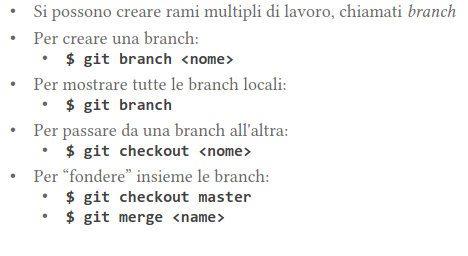 • Si possono creare rami multipli di lavoro, chiamati branch
• Per creare una branch:
• $ git branch <nome>
• Per mostrare tutte le branch locali:
• $ git branch
• Per passare da una branch all'altra:
• $ git checkout <nome>
• Per “fondere” insieme le branch:
• $ git checkout master
• $ git merge <name>